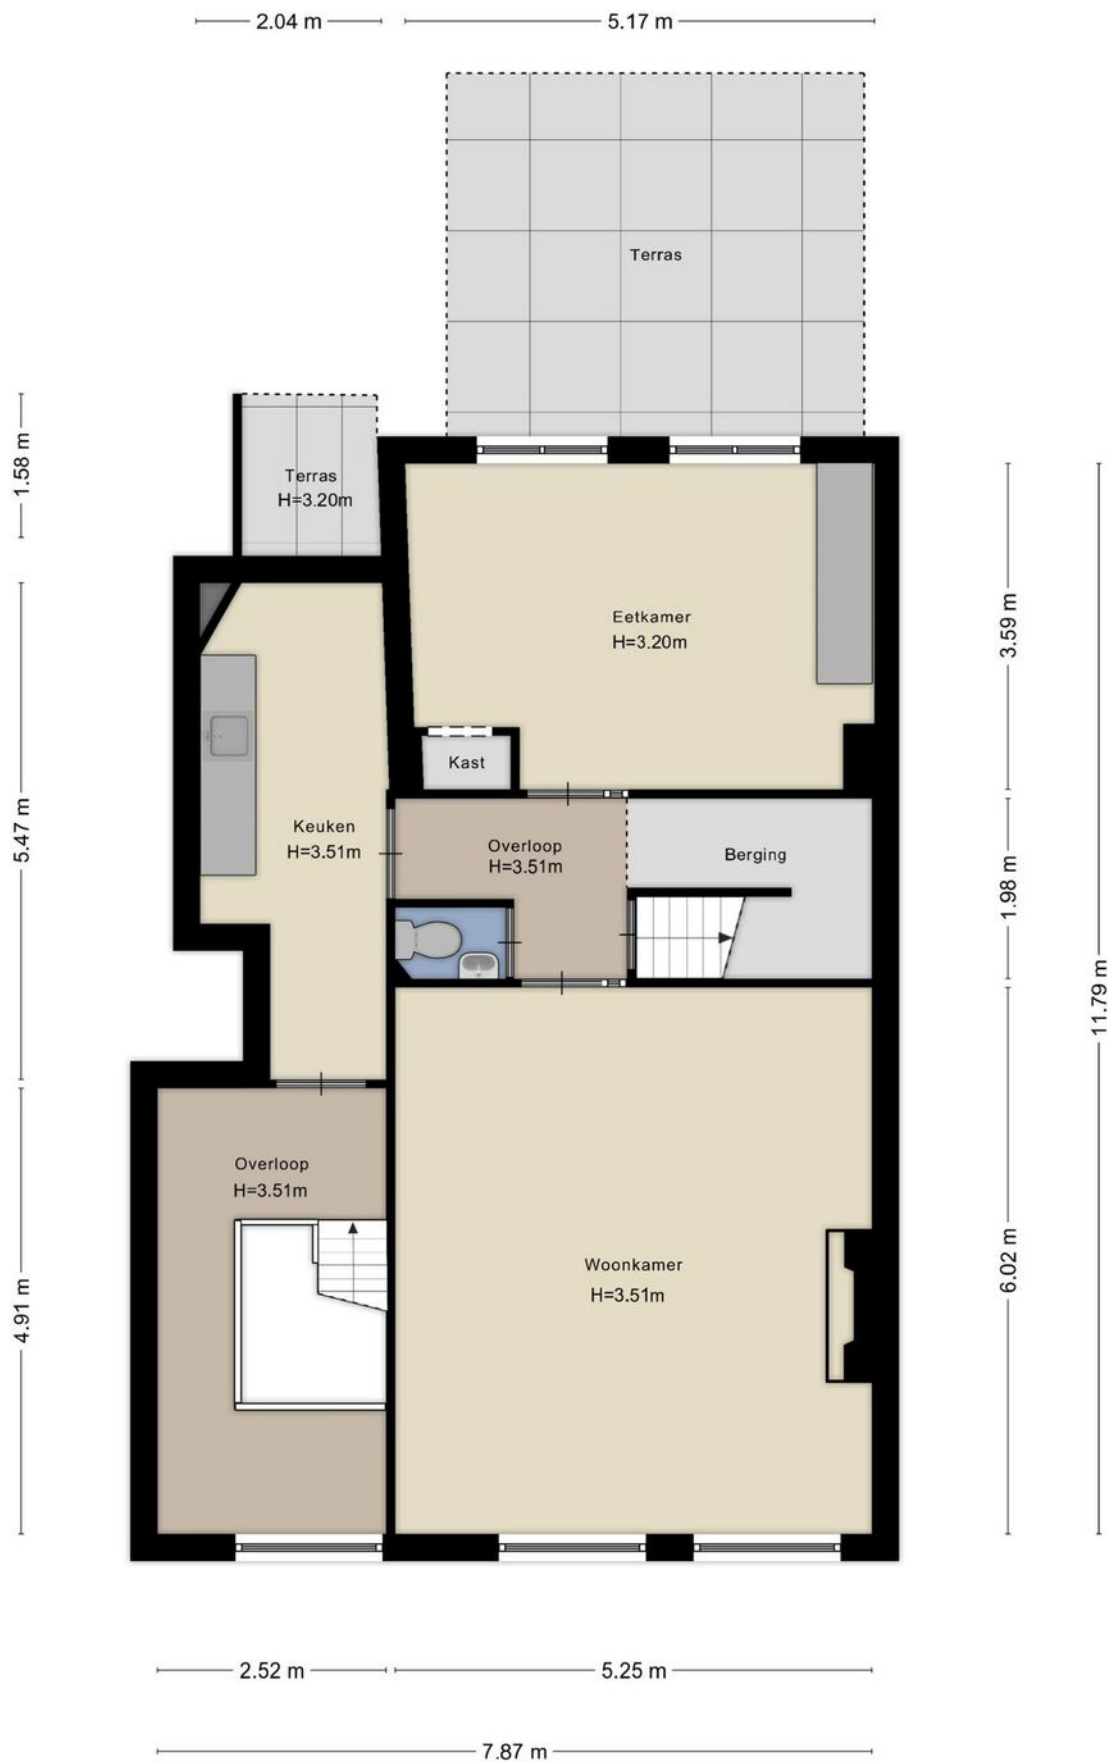 2.04 m
5.17 m
Terras
1.58 m
Terras
H=3.20m
Eetkamer
H=3.20m
3.59 m
Kast
Keuken
H=3.51m
5.47 m
Overloop
H=3.51m
Berging
1.98 m
11.79 m
Overloop
H=3.51m
Woonkamer
H=3.51m
6.02 m
4.91 m
2.52 m
5.25 m
7.87 m